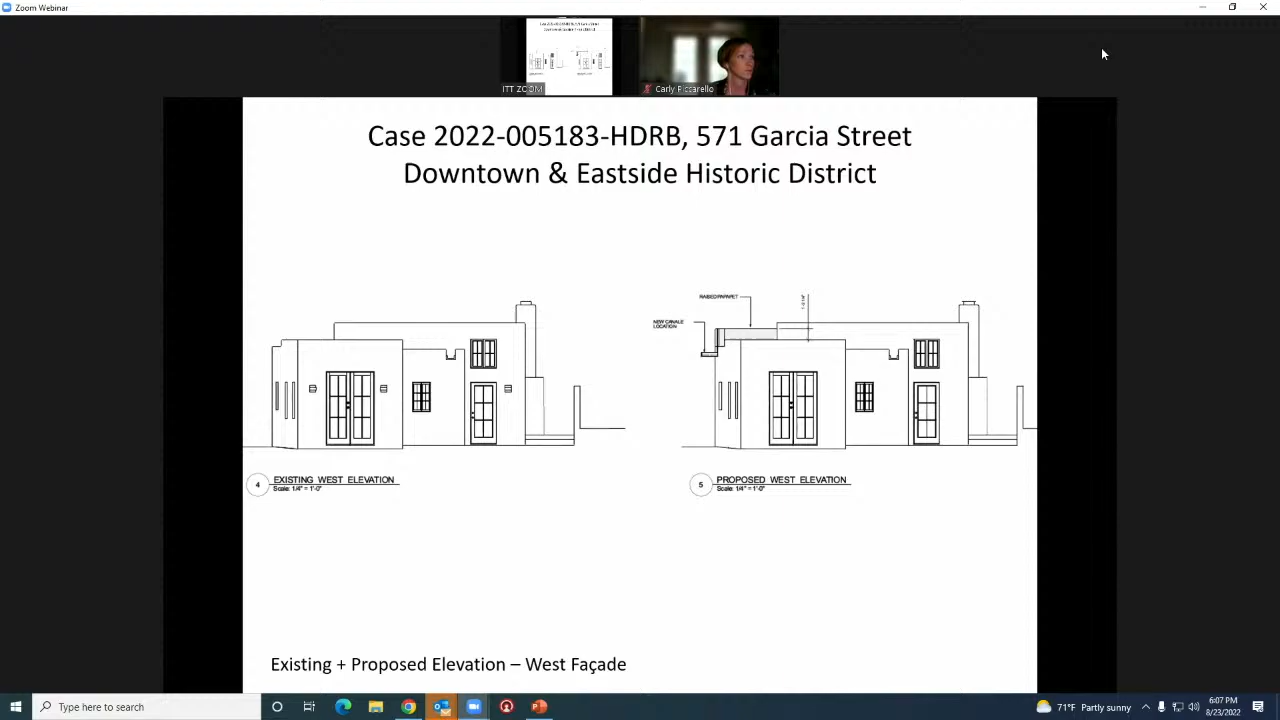 Zoom Webinar
ITT ZOOM
Carly Piccarello
Case 2022-005183-HDRB, 571 Garcia Street
Downtown & Eastside Historic District
RAISED PARAPET
NEW CANALE
LOCATION
4
EXISTING WEST ELEVATION
Scale: 1/4" = 1'-0"
5
PROPOSED WEST ELEVATION
Scale: 1/4" = 1'-0"
Existing + Proposed Elevation – West Façade
Type here to search
71°F Partly sunny
6:07 PM
8/23/2022